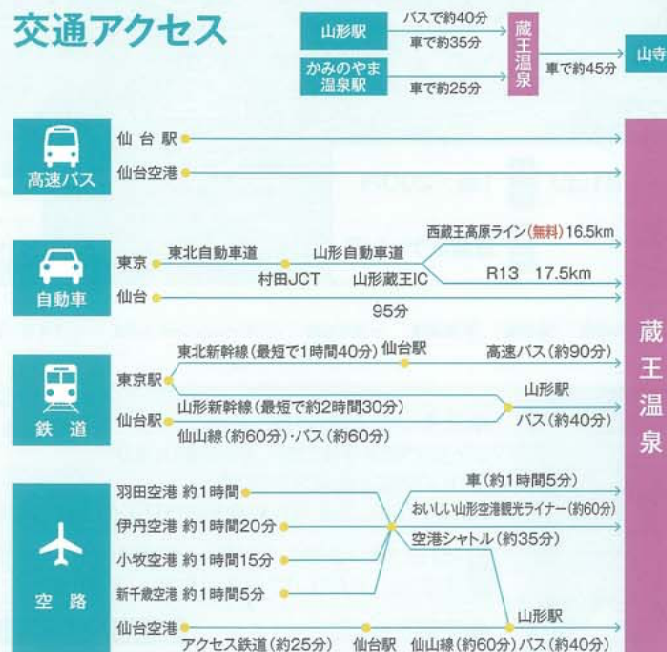 交通アクセス
山形駅
バスで約40分
車で約35分
かみのやま
温泉駅
車で約25分
蔵王温泉
車で約45分
山寺
高速バス
仙台駅
仙台空港
自動車
東京
東北自動車道
村田JCT
山形自動車道
山形蔵王IC
西蔵王高原ライン(無料)16.5km
R13 17.5km
仙台
95分
鉄道
東京駅
東北新幹線(最短で1時間40分)
仙台駅
高速バス(約90分)
山形新幹線(最短で約2時間30分)
山形駅
バス(約40分)
仙台駅
仙山線(約60分)・バス(約60分)
空路
羽田空港 約1時間
伊丹空港 約1時間20分
小牧空港 約1時間15分
新千歳空港 約1時間5分
車(約1時間5分)
おいしい山形空港観光ライナー(約60分)
空港シャトル(約35分)
山形駅
仙台空港
アクセス鉄道(約25分)
仙台駅
仙山線(約60分)
バス(約40分)
蔵王温泉